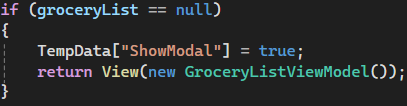 if (groceryList == null)
{
    TempData["ShowModal"] = true;
    return View(new GroceryListViewModel());
}